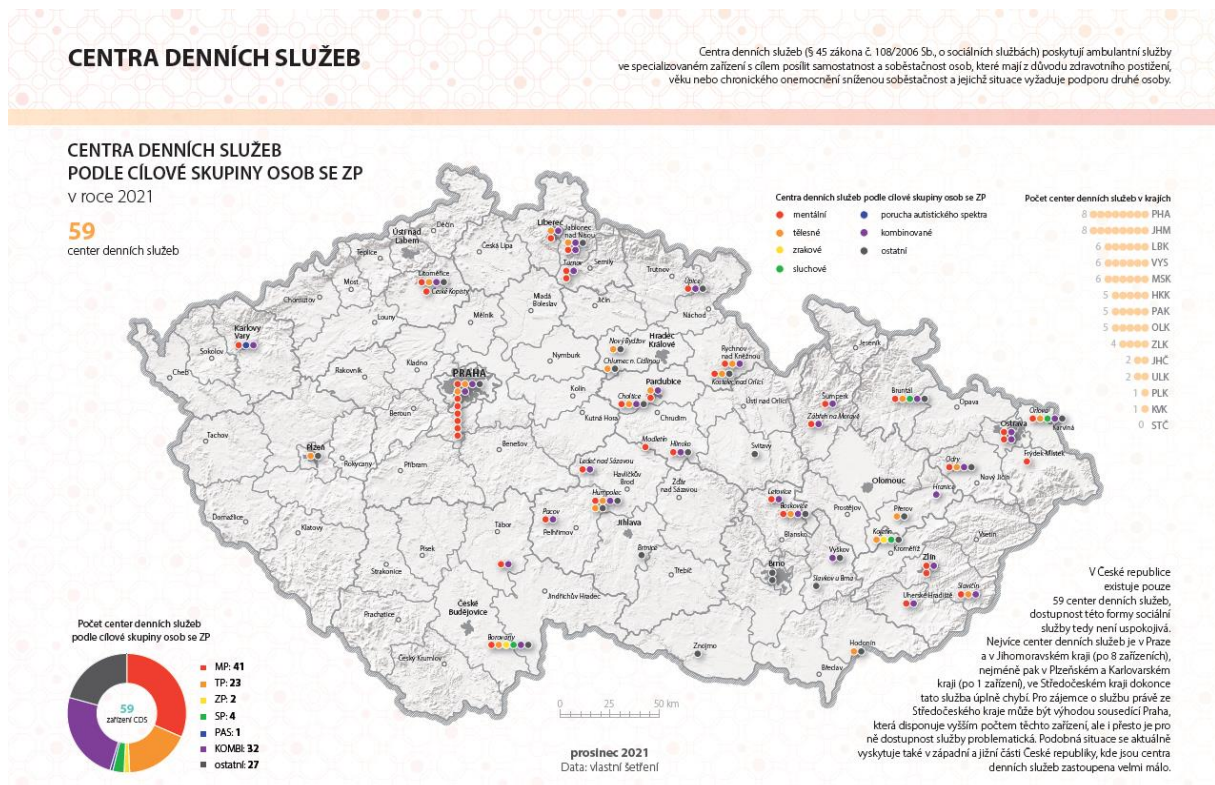 CENTRA DENNÍCH SLUŽEB
Centra denních služeb (§ 45 zákona č. 108/2006 Sb., o sociálních službách) poskytují ambulantní služby
ve specializovaném zařízení s cílem posílit samostatnost a soběstačnost osob, které mají z důvodu zdravotního postižení,
věku nebo chronického onemocnění sníženou soběstačnost a jejichž situace vyžaduje podporu druhé osoby.
CENTRA DENNÍCH SLUŽEB
PODLE CÍLOVÉ SKUPINY OSOB SE ZP
v roce 2021
59
center denních služeb
Centra denních služeb podle cílové skupiny osob se ZP
mentální
tělesné
zrakové
sluchové
porucha autistického spektra
kombinované
ostatní
Počet center denních služeb v krajích
8 PHA
8 JHM
6 LBK
6 VYS
6 MSK
5 HKK
5 PAK
5 OLK
4 ZLK
2 JHČ
2 ULK
1 PLK
1 KVK
0 STČ
Děčín
Liberec
Jablonec
nad Nisou
Ústí nad
Labem
Česká Lípa
Teplice
Turnov
Semily
Trutnov
Most
Litoměřice
České Kopisty
Úpice
Chomutov
Mladá
Boleslav
Jičín
Louny
Mělník
Náchod
Karlovy
Vary
Hradec
Králové
Nový Bydžov
Rychnov
nad Kněžnou
Jeseník
Sokolov
Nymburk
Chlumec n. Cidlinou
Cheb
Rakovník
Kladno
PRAHA
Kostelec nad Orlicí
Kolín
Pardubice
Choltice
Beroun
Kutná Hora
Chrudim
Ústí nad Orlicí
Šumperk
Bruntál
Opava
Orlová
Karviná
Ostrava
Zábřeh na Moravě
Tachov
Plzeň
Rokycany
Příbram
Benešov
Madletín
Hlinsko
Svitavy
Frýdek-Místek
Odry
Nový Jičín
Ledeč nad Sázavou
Havlíčkův
Brod
Žďár
nad Sázavou
Olomouc
Hranice
Humpolec
Letovice
Boskovice
Prostějov
Přerov
Domažlice
Klatovy
Tábor
Pacov
Pelhřimov
Jihlava
Blansko
Kojetín
Kroměříž
Vsetín
Písek
Brtnice
Vyškov
Zlín
Strakonice
Třebíč
Brno
Slavkov u Brna
Slavičín
Uherské Hradiště
Prachatice
České
Budějovice
Jindřichův Hradec
Borovany
Český Krumlov
Znojmo
Hodonín
Břeclav
V České republice
existuje pouze
59 center denních služeb,
dostupnost této formy sociální
služby tedy není uspokojivá.
Nejvíce center denních služeb je v Praze
a v Jihomoravském kraji (po 8 zařízeních),
nejméně pak v Plzeňském a Karlovarském
kraji (po 1 zařízení), ve Středočeském kraji dokonce
tato služba úplně chybí. Pro zájemce o službu právě ze
Středočeského kraje může být výhodou sousedící Praha,
která disponuje vyšším počtem těchto zařízení, ale i přesto je pro
ně dostupnost služby problematická. Podobná situace se aktuálně
vyskytuje také v západní a jižní části České republiky, kde jsou centra
denních služeb zastoupena velmi málo.
Počet center denních služeb
podle cílové skupiny osob se ZP
59
zařízení CDS
MP: 41
TP: 23
ZP: 2
SP: 4
PAS: 1
KOMBI: 32
ostatní: 27
0 25 50 km
prosinec 2021
Data: vlastní šetření